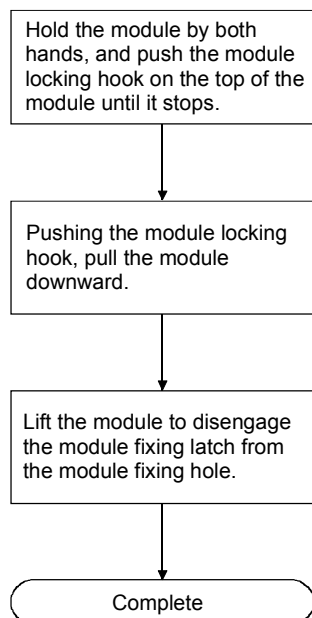 Hold the module by both
hands, and push the module
locking hook on the top of the
module until it stops.
Pushing the module locking
hook, pull the module
downward.
Lift the module to disengage
the module fixing latch from
the module fixing hole.
Complete